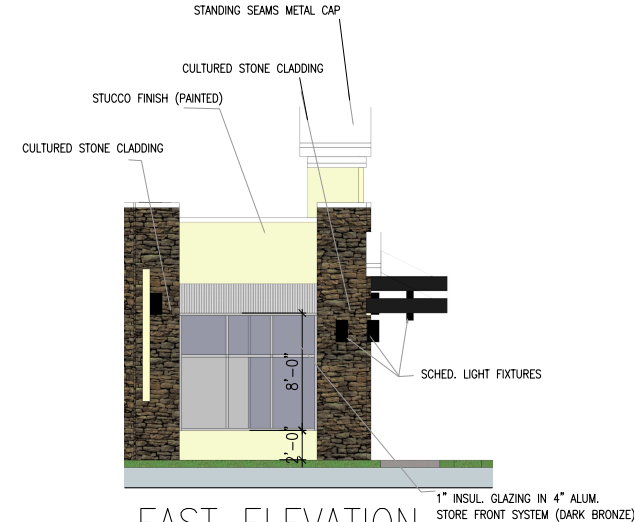 STANDING SEAMS METAL CAP
CULTURED STONE CLADDING
STUCCO FINISH (PAINTED)
CULTURED STONE CLADDING
8'-0"
2'-0"
SCHED. LIGHT FIXTURES
1" INSUL. GLAZING IN 4" ALUM.
STORE FRONT SYSTEM (DARK BRONZE)
EAST ELEVATION